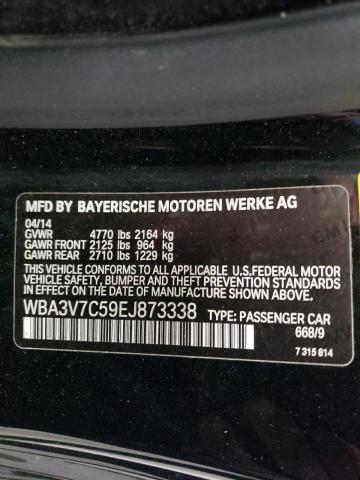 MFD BY BAYERISCHE MOTOREN WERKE AG
04/14
GVWR 4770 lbs 2164 kg
GAWR FRONT 2125 lbs 964 kg
GAWR REAR 2710 lbs 1229 kg
THIS VEHICLE CONFORMS TO ALL APPLICABLE U.S.FEDERAL MOTOR
VEHICLE SAFETY, BUMPER AND THEFT PREVENTION STANDARDS IN
EFFECT ON THE DATE OF MANUFACTURE SHOWN ABOVE.
WBA3V7C59EJ873338 TYPE: PASSENGER CAR
668/9
7 315 814